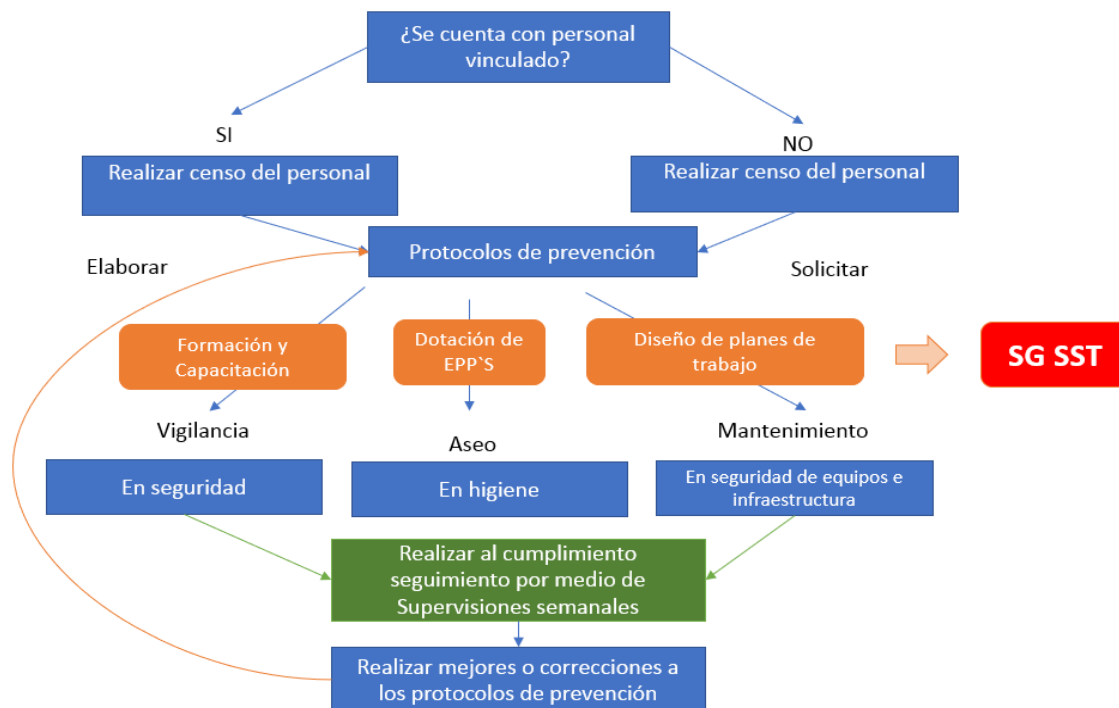 ¿Se cuenta con personal
vinculado?
SI
NO
Realizar censo del personal
Realizar censo del personal
Protocolos de prevención
Elaborar
Solicitar
Formación y
Capacitación
Dotación de
EPP`S
Diseño de planes de
trabajo
SG SST
Vigilancia
Aseo
Mantenimiento
En seguridad
En higiene
En seguridad de equipos e
infraestructura
Realizar al cumplimiento
seguimiento por medio de
Supervisiones semanales
Realizar mejores o correcciones a
los protocolos de prevención